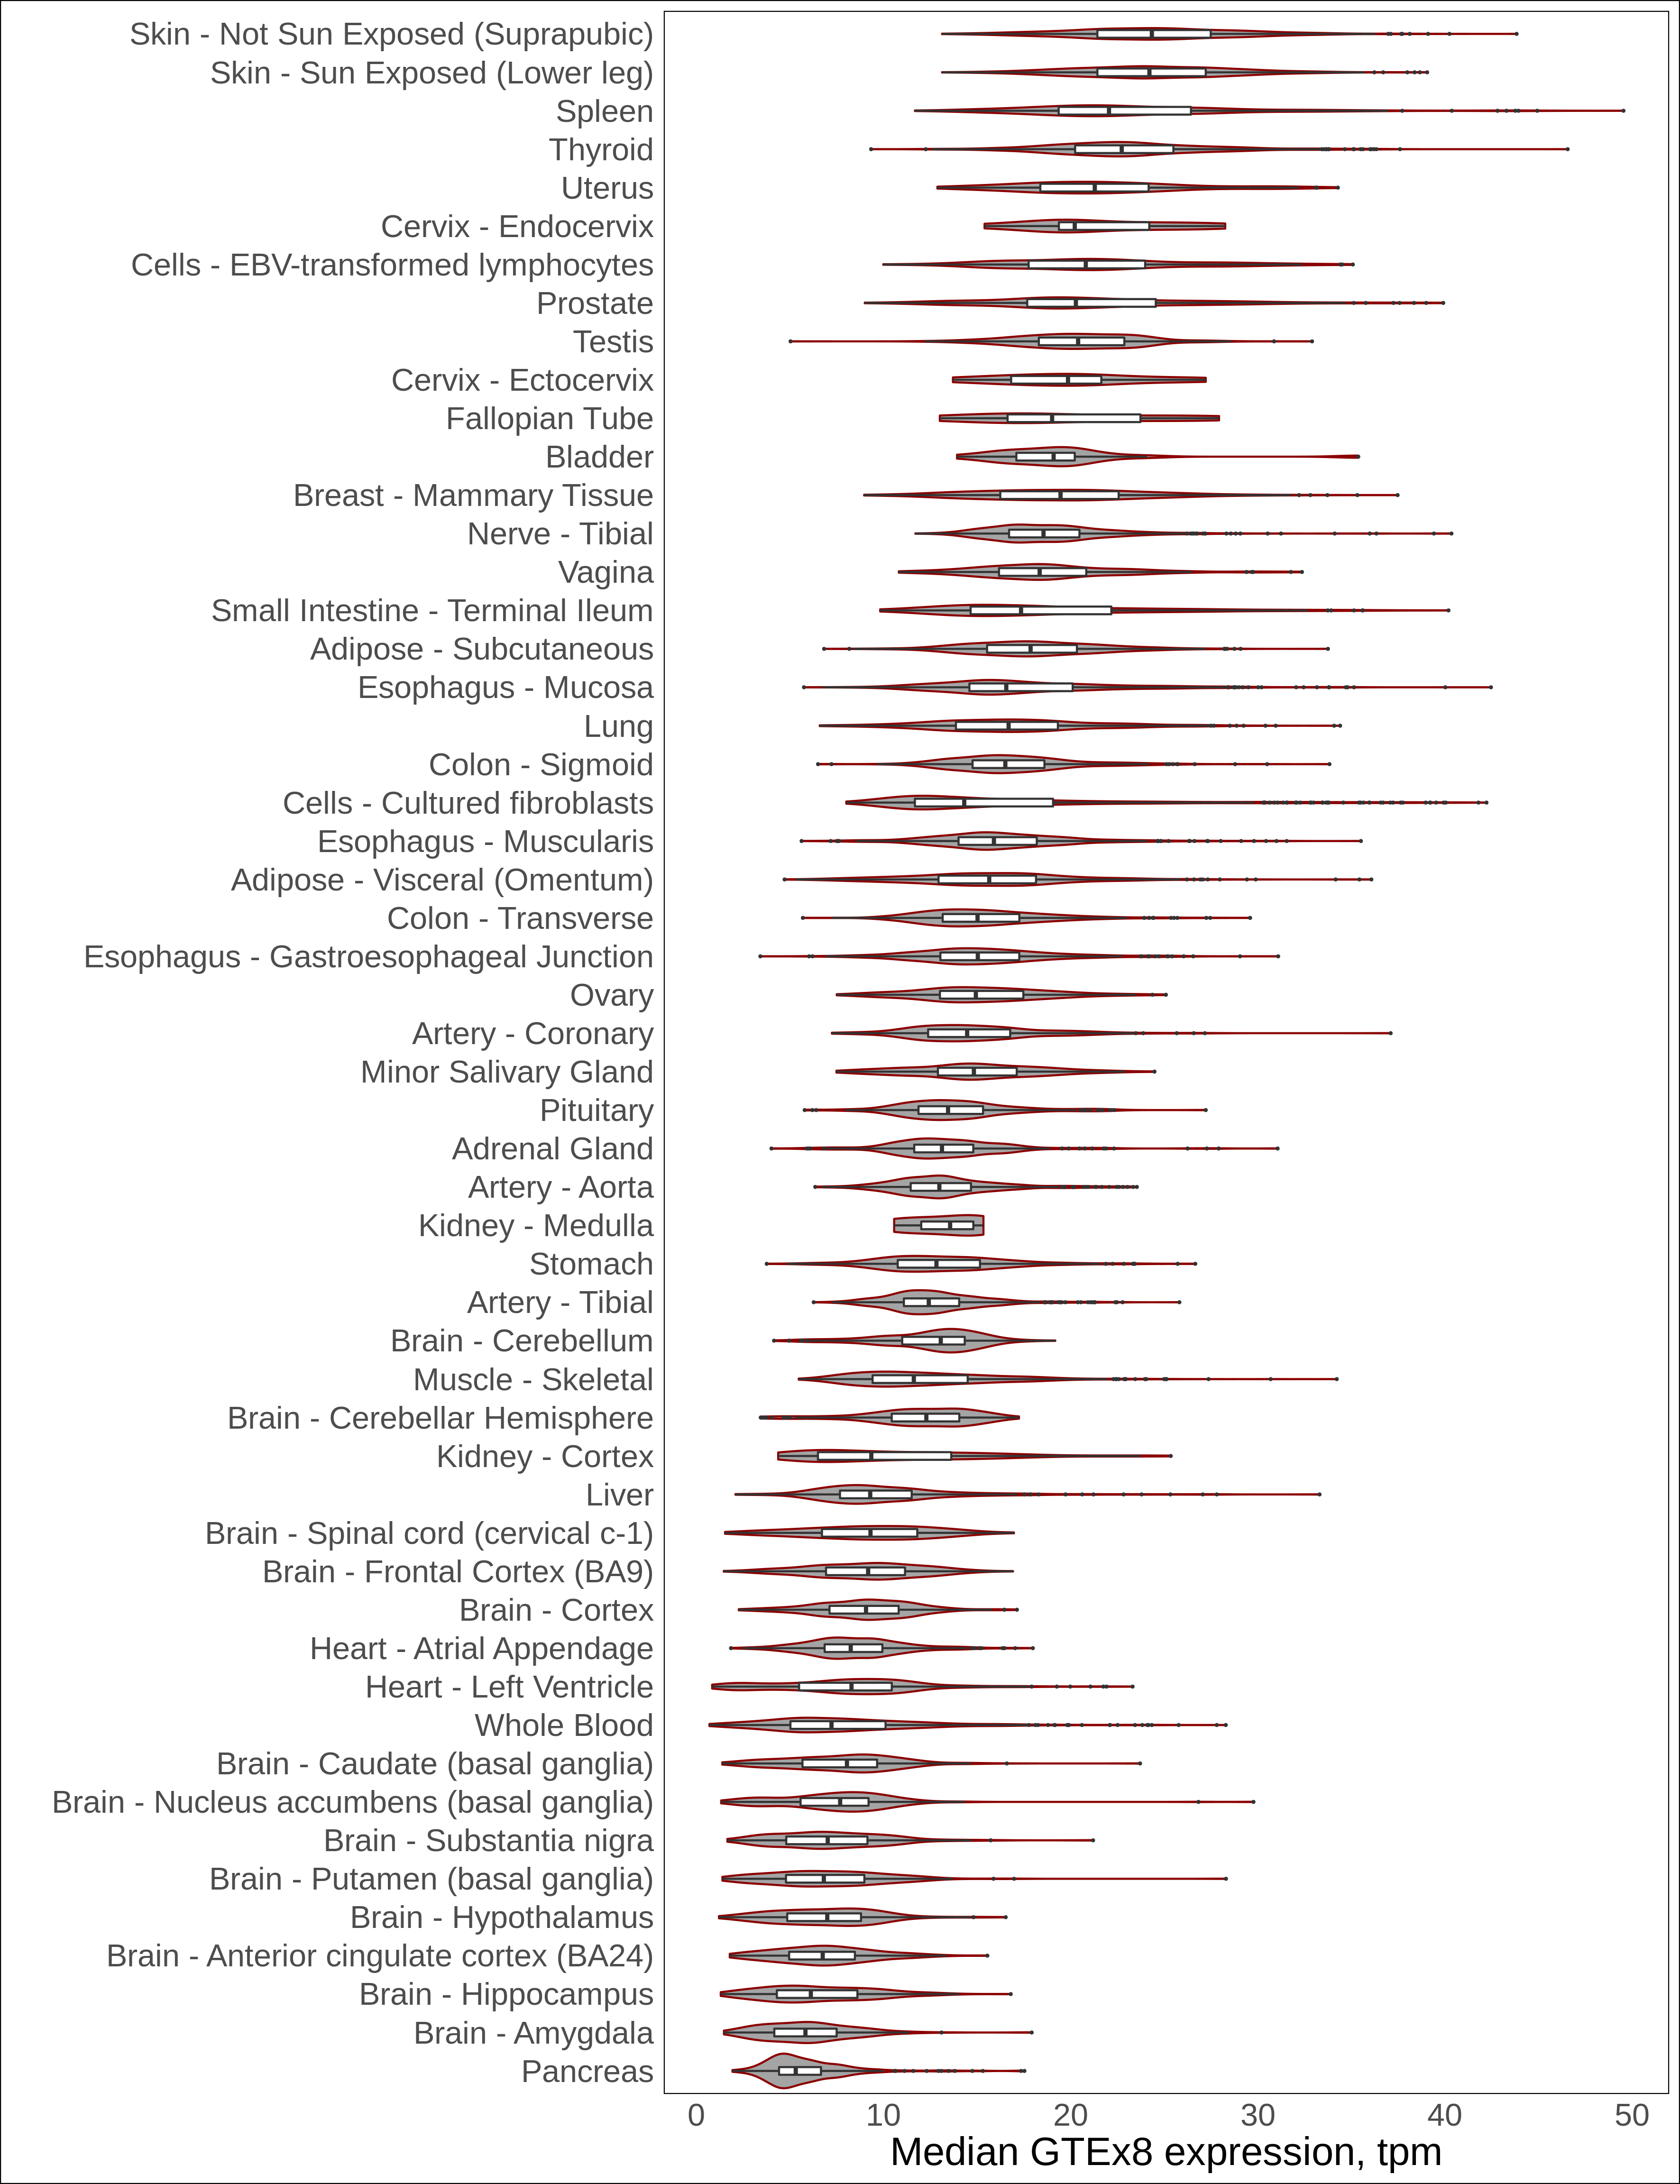 Skin - Not Sun Exposed (Suprapubic)
Skin - Sun Exposed (Lower leg)
Spleen
Thyroid
Uterus
Cervix - Endocervix
Cells - EBV-transformed lymphocytes
Prostate
Testis
Cervix - Ectocervix
Fallopian Tube
Bladder
Breast - Mammary Tissue
Nerve - Tibial
Vagina
Small Intestine - Terminal Ileum
Adipose - Subcutaneous
Esophagus - Mucosa
Lung
Colon - Sigmoid
Cells - Cultured fibroblasts
Esophagus - Muscularis
Adipose - Visceral (Omentum)
Colon - Transverse
Esophagus - Gastroesophageal Junction
Ovary
Artery - Coronary
Minor Salivary Gland
Pituitary
Adrenal Gland
Artery - Aorta
Kidney - Medulla
Stomach
Artery - Tibial
Brain - Cerebellum
Muscle - Skeletal
Brain - Cerebellar Hemisphere
Kidney - Cortex
Liver
Brain - Spinal cord (cervical c-1)
Brain - Frontal Cortex (BA9)
Brain - Cortex
Heart - Atrial Appendage
Heart - Left Ventricle
Whole Blood
Brain - Caudate (basal ganglia)
Brain - Nucleus accumbens (basal ganglia)
Brain - Substantia nigra
Brain - Putamen (basal ganglia)
Brain - Hypothalamus
Brain - Anterior cingulate cortex (BA24)
Brain - Hippocampus
Brain - Amygdala
Pancreas
0 10 20 30 40 50
Median GTEx8 expression, tpm